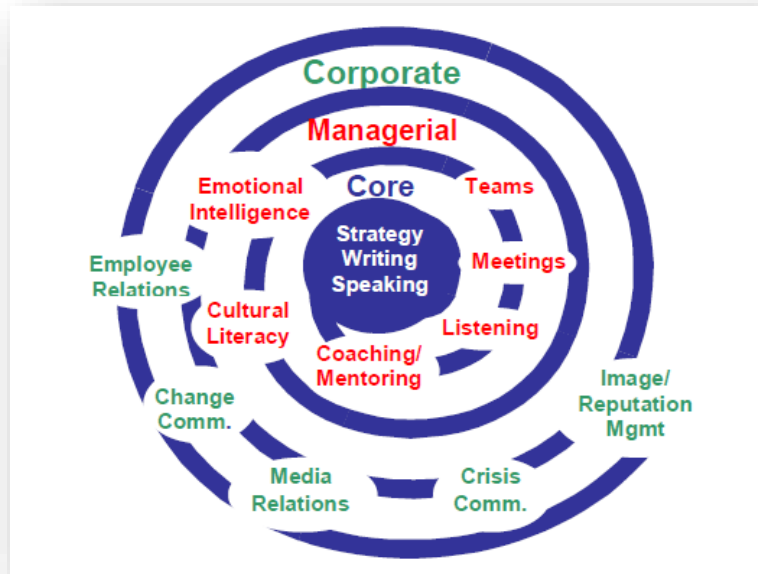 Corporate
Managerial
Core
Emotional
Intelligence
Teams
Strategy
Writing
Speaking
Employee
Relations
Meetings
Cultural
Literacy
Listening
Coaching/
Mentoring
Change
Comm.
Image/
Reputation
Mgmt
Media
Relations
Crisis
Comm.